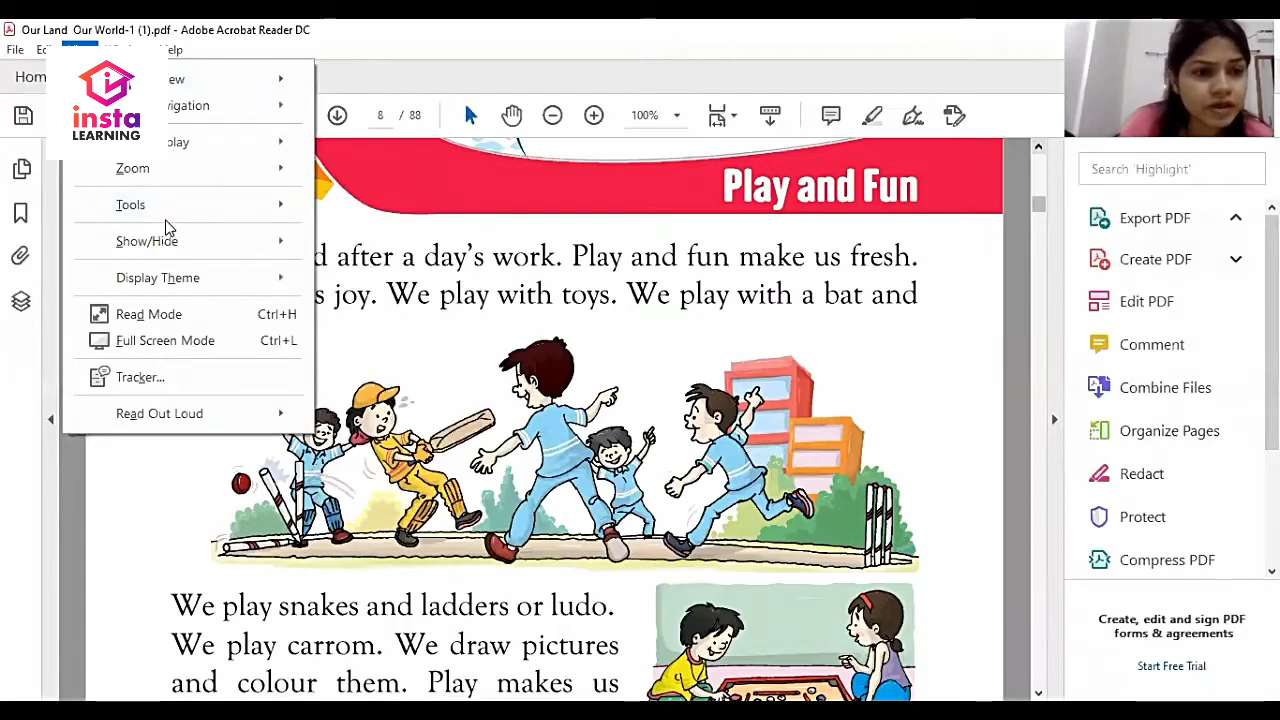 Our Land Our World-1 (1).pdf - Adobe Acrobat Reader DC
File
Hom
insta
LEARNING
Zoom
Tools
Show/Hide
Display Theme
Read Mode Ctrl+H
Full Screen Mode Ctrl+L
Tracker...
Read Out Loud
8 / 88
100%
Play and Fun
after a day's work. Play and fun make us fresh.
joy. We play with toys. We play with a bat and
We play snakes and ladders or ludo.
We play carrom. We draw pictures
and colour them. Play makes us
Search 'Highlight'
Export PDF
Create PDF
Edit PDF
Comment
Combine Files
Organize Pages
Redact
Protect
Compress PDF
Create, edit and sign PDF
forms & agreements
Start Free Trial